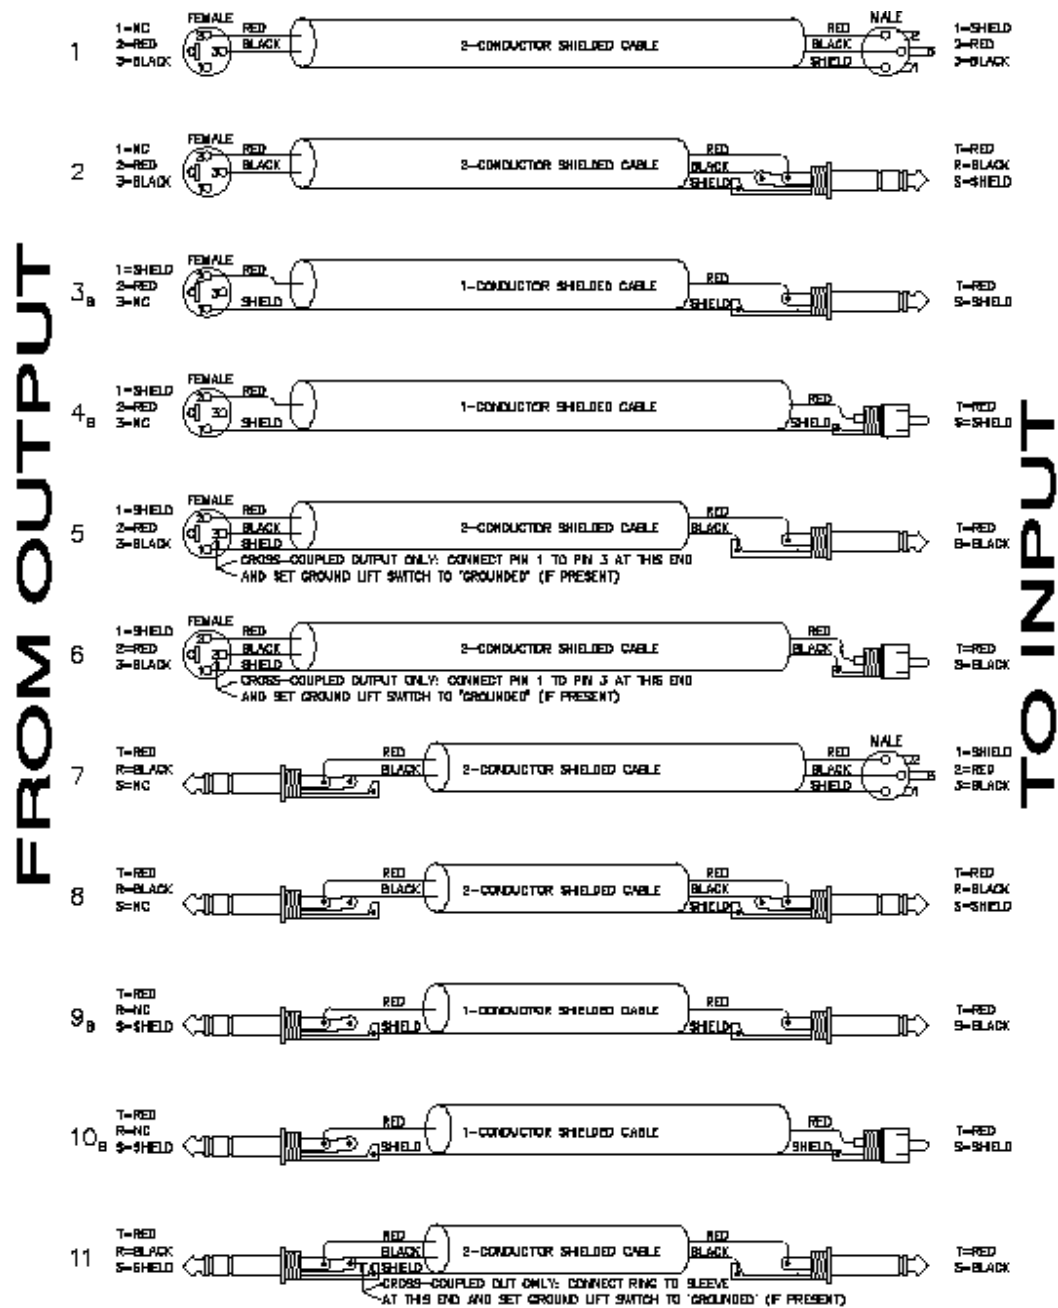 FROM OUTPUT
TO INPUT
1
1=NC
2=RED
3=BLACK
FEMALE
RED
BLACK
2-CONDUCTOR SHIELDED CABLE
RED
BLACK
SHIELD
MALE
1=SHIELD
2=RED
3=BLACK
2
1=NC
2=RED
3=BLACK
FEMALE
RED
BLACK
2-CONDUCTOR SHIELDED CABLE
RED
BLACK
SHIELD
T=RED
R=BLACK
S=SHIELD
3B
1=SHIELD
2=RED
3=NC
FEMALE
RED
SHIELD
1-CONDUCTOR SHIELDED CABLE
RED
SHIELD
T=RED
S=SHIELD
4B
1=SHIELD
2=RED
3=NC
FEMALE
RED
SHIELD
1-CONDUCTOR SHIELDED CABLE
RED
SHIELD
T=RED
S=SHIELD
5
1=SHIELD
2=RED
3=BLACK
FEMALE
RED
BLACK
SHIELD
2-CONDUCTOR SHIELDED CABLE
RED
BLACK
T=RED
S=BLACK
CROSS-COUPLED OUTPUT ONLY: CONNECT PIN 1 TO PIN 3 AT THIS END
AND SET GROUND LIFT SWITCH TO "GROUNDED" (IF PRESENT)
6
1=SHIELD
2=RED
3=BLACK
FEMALE
RED
BLACK
SHIELD
2-CONDUCTOR SHIELDED CABLE
RED
BLACK
T=RED
S=BLACK
CROSS-COUPLED OUTPUT ONLY: CONNECT PIN 1 TO PIN 3 AT THIS END
AND SET GROUND LIFT SWITCH TO "GROUNDED" (IF PRESENT)
7
T=RED
R=BLACK
S=NC
RED
BLACK
2-CONDUCTOR SHIELDED CABLE
RED
BLACK
SHIELD
MALE
1=SHIELD
2=RED
3=BLACK
8
T=RED
R=BLACK
S=NC
RED
BLACK
2-CONDUCTOR SHIELDED CABLE
RED
BLACK
SHIELD
T=RED
R=BLACK
S=SHIELD
9B
T=RED
R=NC
S=SHIELD
RED
SHIELD
1-CONDUCTOR SHIELDED CABLE
RED
SHIELD
T=RED
S=BLACK
10B
T=RED
R=NC
S=SHIELD
RED
SHIELD
1-CONDUCTOR SHIELDED CABLE
RED
SHIELD
T=RED
S=SHIELD
11
T=RED
R=BLACK
S=SHIELD
RED
BLACK
SHIELD
2-CONDUCTOR SHIELDED CABLE
RED
BLACK
T=RED
S=BLACK
CROSS-COUPLED OUT ONLY: CONNECT RING TO SLEEVE
AT THIS END AND SET GROUND LIFT SWITCH TO "GROUNDED" (IF PRESENT)